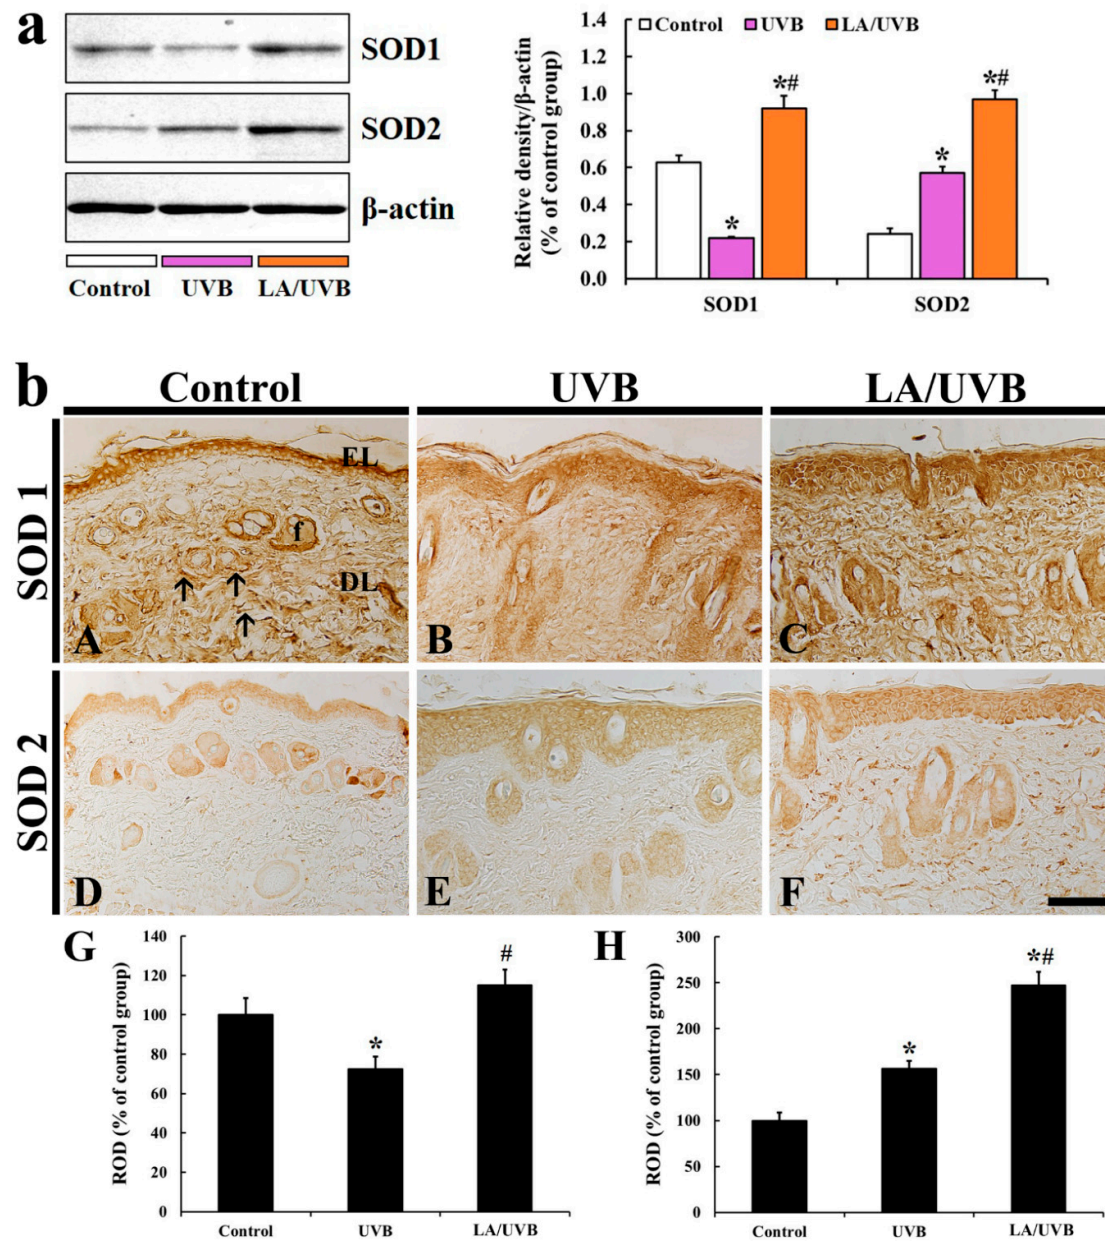 a
SOD1
SOD2
β-actin
Control UVB LA/UVB
Relative density/β-actin
(% of control group)
1.4
1.2
1.0
0.8
0.6
0.4
0.2
0.0
Control UVB LA/UVB
*
*#
*
*#
SOD1 SOD2
b
Control UVB LA/UVB
SOD 1
EL
f
DL
A
B
C
SOD 2
D
E
F
G
ROD (% of control group)
140
120
100
80
60
40
20
0
*
#
Control UVB LA/UVB
H
ROD (% of control group)
300
250
200
150
100
50
0
*
*#
Control UVB LA/UVB